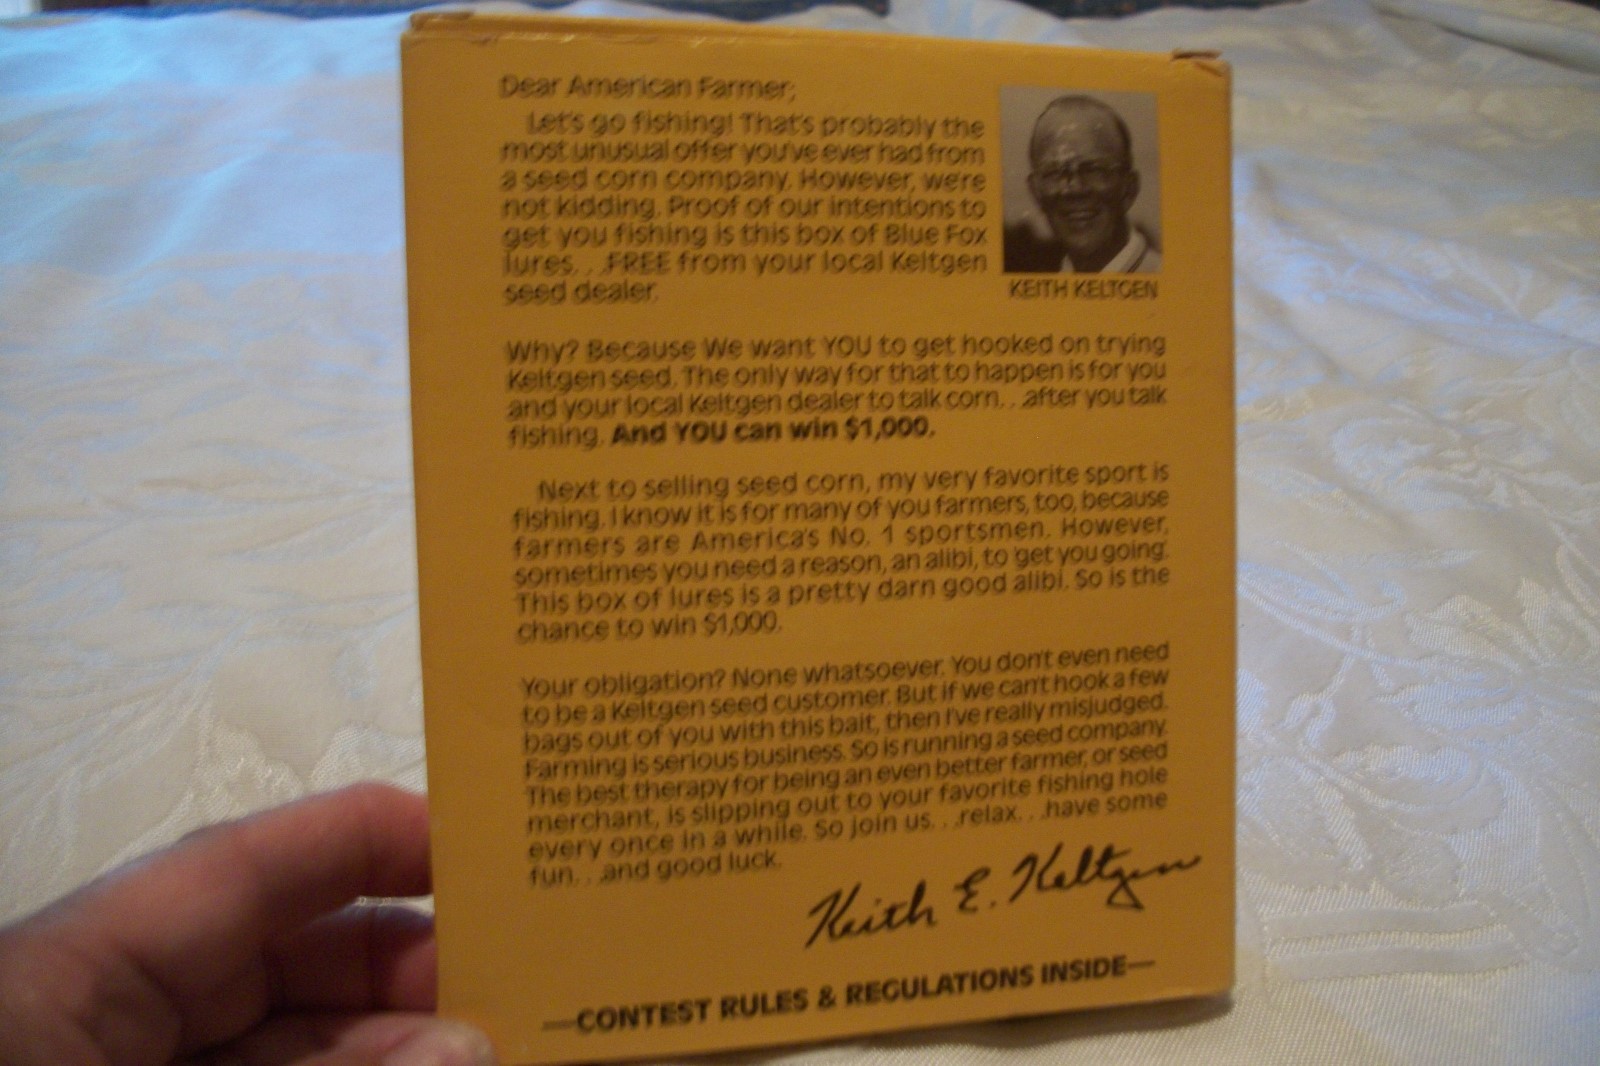 Dear American Farmer;
Let's go fishing! That's probably the
most unusual offer you've ever had from
a seed corn company. However, we're
not kidding. Proof of our intentions to
get you fishing is this box of Blue Fox
lures. . .FREE from your local Keltgen
seed dealer.
KEITH KELTGEN
Why? Because We want YOU to get hooked on trying
Keltgen seed. The only way for that to happen is for you
and your local Keltgen dealer to talk corn. . .after you talk
fishing. And YOU can win $1,000.
Next to selling seed corn, my very favorite sport is
fishing. I know it is for many of you farmers, too, because
farmers are America's No. 1 sportsmen. However,
sometimes you need a reason, an alibi, to 'get you going'.
This box of lures is a pretty darn good alibi. So is the
chance to win $1,000.
Your obligation? None whatsoever. You don't even need
to be a Keltgen seed customer. But if we can't hook a few
bags out of you with this bait, then I've really misjudged.
Farming is serious business. So is running a seed company.
The best therapy for being an even better farmer, or seed
merchant, is slipping out to your favorite fishing hole
every once in a while. So join us. . .relax. . .have some
fun. . .and good luck.
Keith E. Keltgen
—CONTEST RULES & REGULATIONS INSIDE—